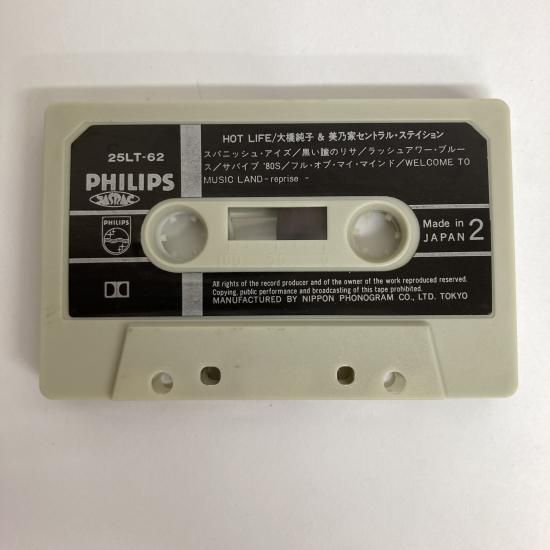 HOT LIFE/大橋純子 & 美乃家セントラル・ステイション
25LT-62
スパニッシュ・アイズ/黒い瞳のリサ/ラッシュアワー・ブルー
ス/サバイブ '80S/フル・オブ・マイ・マインド/WELCOME TO
MUSIC LAND-reprise -
PHILIPS
JASRAC
PHILIPS
Made in
JAPAN 2
All rights of the record producer and of the owner of the work reproduced reserved.
Copying, public performance and broadcasting of this tape prohibited.
MANUFACTURED BY NIPPON PHONOGRAM CO., LTD. TOKYO
100 50 0